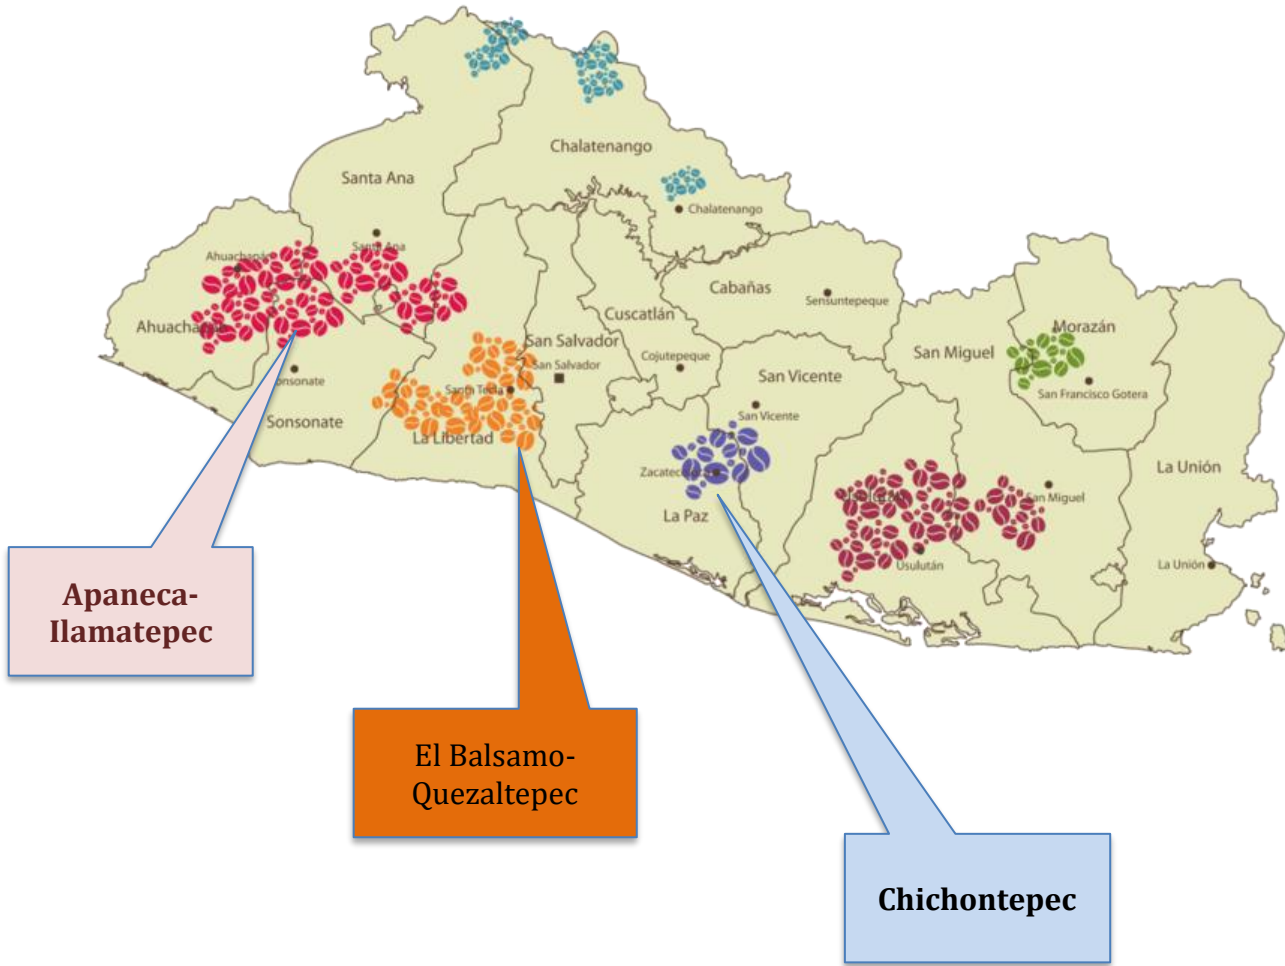 Chalatenango
Santa Ana
Chalatenango
Santa Ana
Ahuachapán
Cabañas
Sensuntepeque
Cuscatlán
Ahuachapán
San Salvador
Morazán
San Miguel
Cojutepeque
San Salvador
San Vicente
Sonsonate
Santa Tecla
San Francisco Gotera
San Vicente
Sonsonate
La Libertad
La Unión
Zacatecoluca
Usulután
San Miguel
La Paz
Usulután
La Unión
Apaneca-
Ilamatepec
El Balsamo-
Quezaltepec
Chichontepec